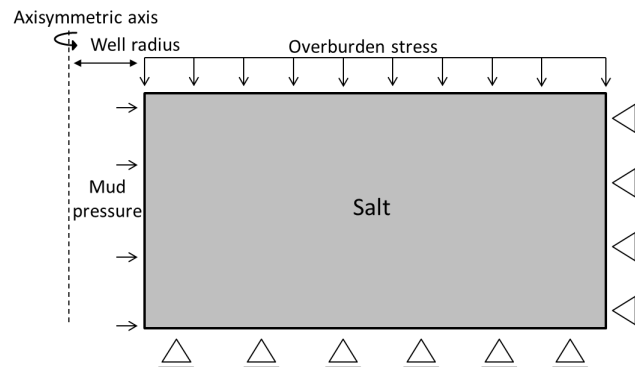 Axisymmetric axis
Well radius
Overburden stress
Mud
pressure
Salt